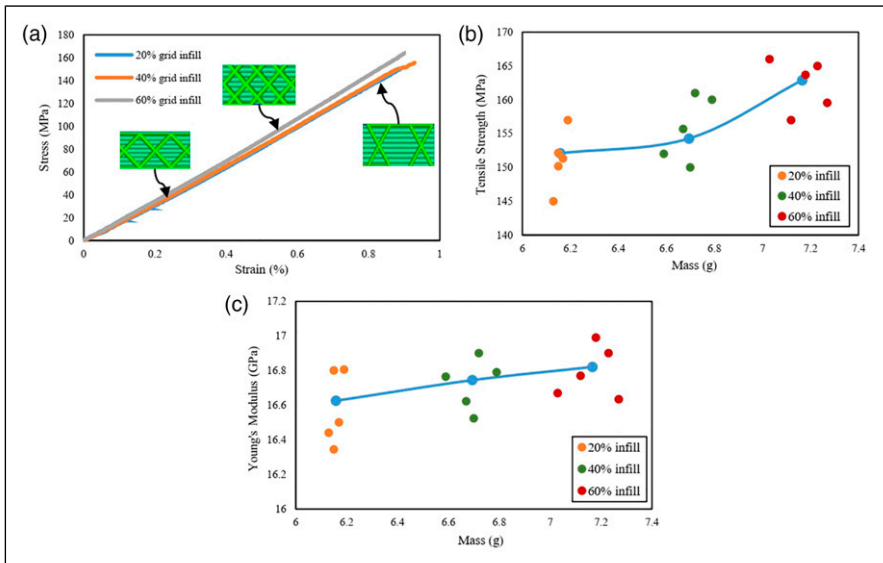 (a)
180
160
140
120
100
80
60
40
20
0
Stress (MPa)
20% grid infill
40% grid infill
60% grid infill
0 0.2 0.4 0.6 0.8 1
Strain (%)
(b)
170
165
160
155
150
145
140
Tensile Strength (MPa)
20% infill
40% infill
60% infill
6 6.2 6.4 6.6 6.8 7 7.2 7.4
Mass (g)
(c)
17.2
17
16.8
16.6
16.4
16.2
16
Young's Modulus (GPa)
20% infill
40% infill
60% infill
6 6.2 6.4 6.6 6.8 7 7.2 7.4
Mass (g)